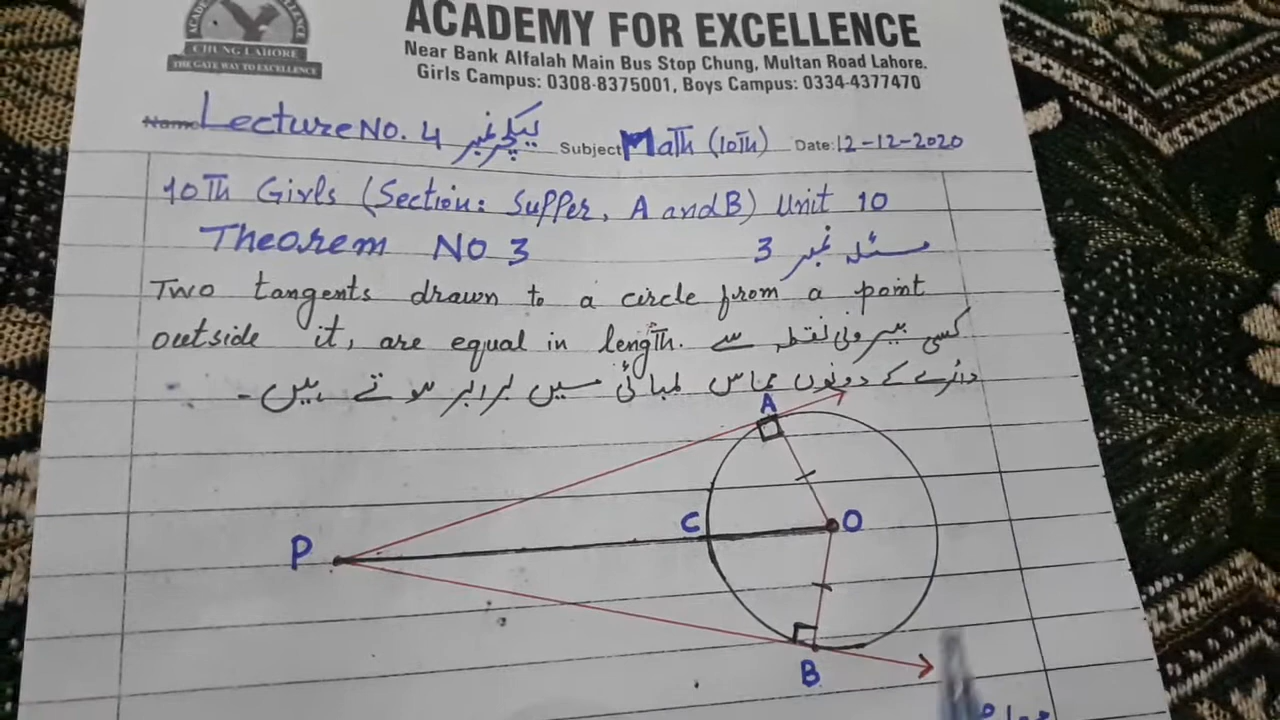 CHUNG LAHORE
THE GATE WAY TO EXCELLENCE
ACADEMY FOR EXCELLENCE
Near Bank Alfalah Main Bus Stop Chung, Multan Road Lahore.
Girls Campus: 0308-8375001, Boys Campus: 0334-4377470
Name Lecture No. 4 لیکچر نمبر Subject Math (10Th) Date: 12-12-2020
10Th Girls (Section: Suffer, A and B) Unit 10
Theorem No 3 مسئلہ نمبر 3
Two tangents drawn to a circle from a point
outside it, are equal in length. کسی بیرونی نقطہ سے
دائرے کے دونوں مماس لمبائی میں برابر ہوتے ہیں۔
A
C O
P
B